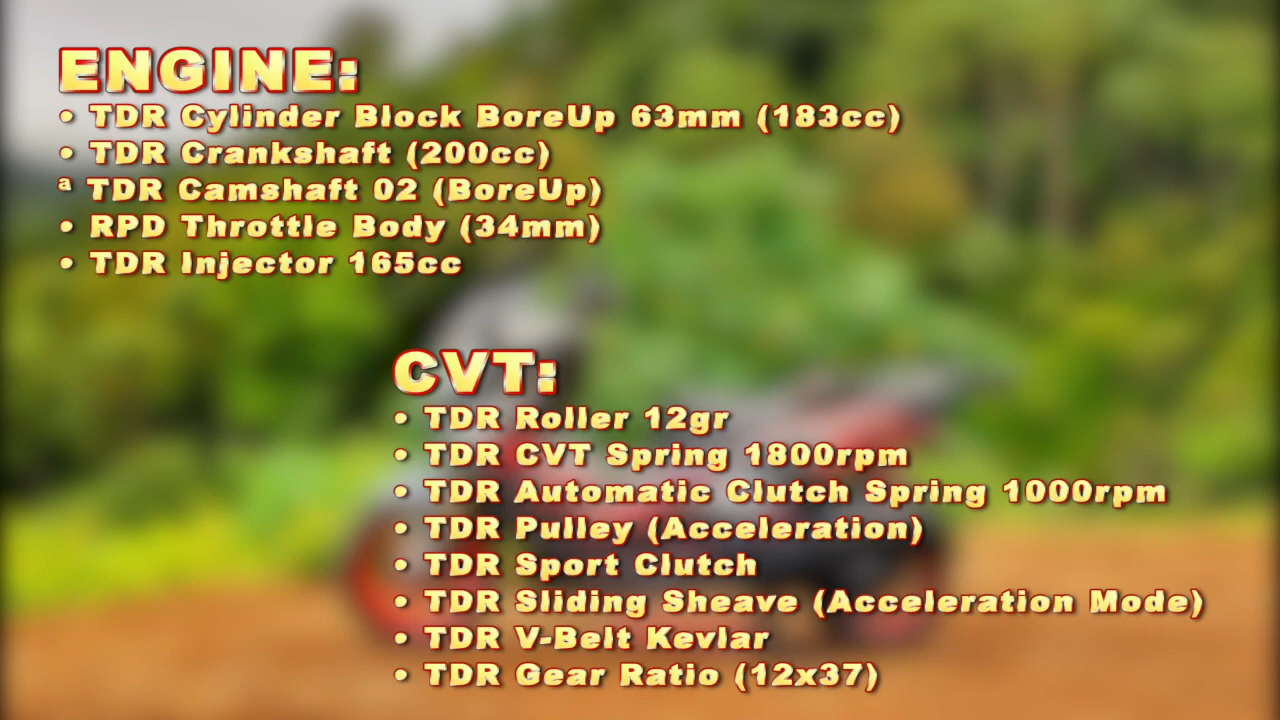 ENGINE:
• TDR Cylinder Block BoreUp 63mm (183cc)
• TDR Crankshaft (200cc)
ª TDR Camshaft 02 (BoreUp)
• RPD Throttle Body (34mm)
• TDR Injector 165cc
CVT:
• TDR Roller 12gr
• TDR CVT Spring 1800rpm
• TDR Automatic Clutch Spring 1000rpm
• TDR Pulley (Acceleration)
• TDR Sport Clutch
• TDR Sliding Sheave (Acceleration Mode)
• TDR V-Belt Kevlar
• TDR Gear Ratio (12x37)